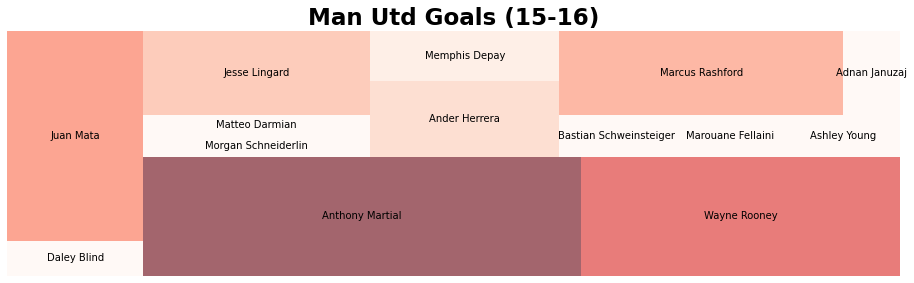 Man Utd Goals (15-16)
Memphis Depay
Jesse Lingard
Marcus Rashford
Adnan Januzaj
Ander Herrera
Matteo Darmian
Juan Mata
Bastian Schweinsteiger
Marouane Fellaini
Ashley Young
Morgan Schneiderlin
Anthony Martial
Wayne Rooney
Daley Blind